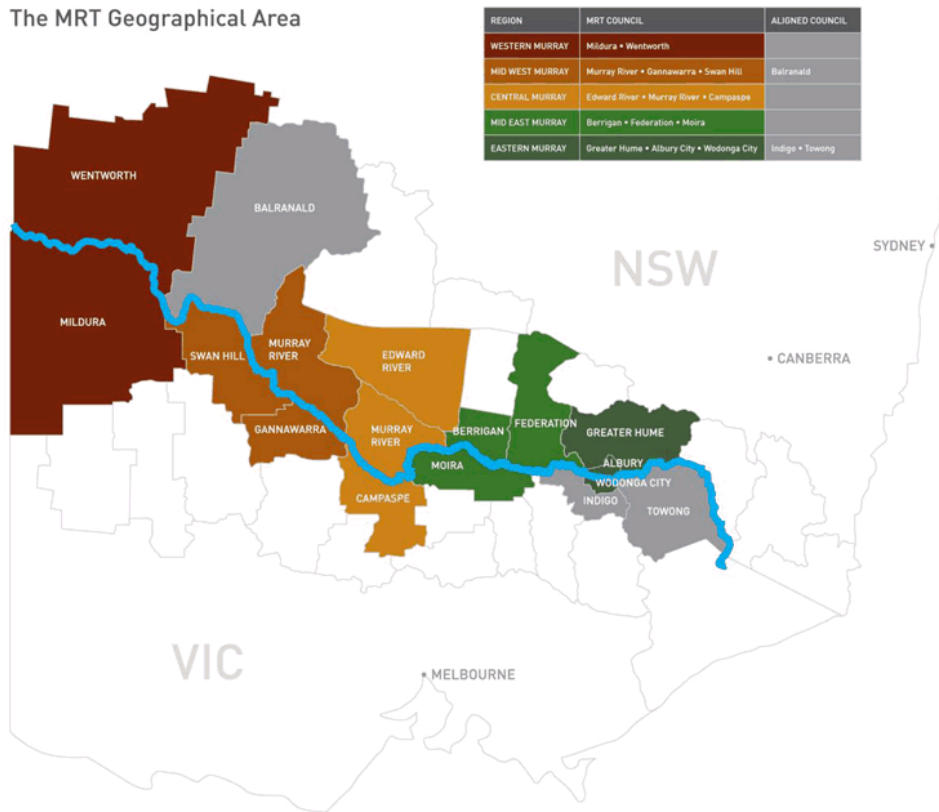 The MRT Geographical Area
REGION MRT COUNCIL ALIGNED COUNCIL
WESTERN MURRAY Mildura • Wentworth
MID WEST MURRAY Murray River • Gannawarra • Swan Hill Balranald
CENTRAL MURRAY Edward River • Murray River • Campaspe
MID EAST MURRAY Berrigan • Federation • Moira
EASTERN MURRAY Greater Hume • Albury City • Wodonga City Indigo • Towong
WENTWORTH
BALRANALD
NSW
SYDNEY
MILDURA
SWAN HILL
MURRAY
RIVER
EDWARD
RIVER
CANBERRA
GANNAWARRA
MURRAY
RIVER
BERRIGAN
FEDERATION
GREATER HUME
MOIRA
ALBURY
WODONGA CITY
CAMPASPE
INDIGO
TOWONG
VIC
MELBOURNE